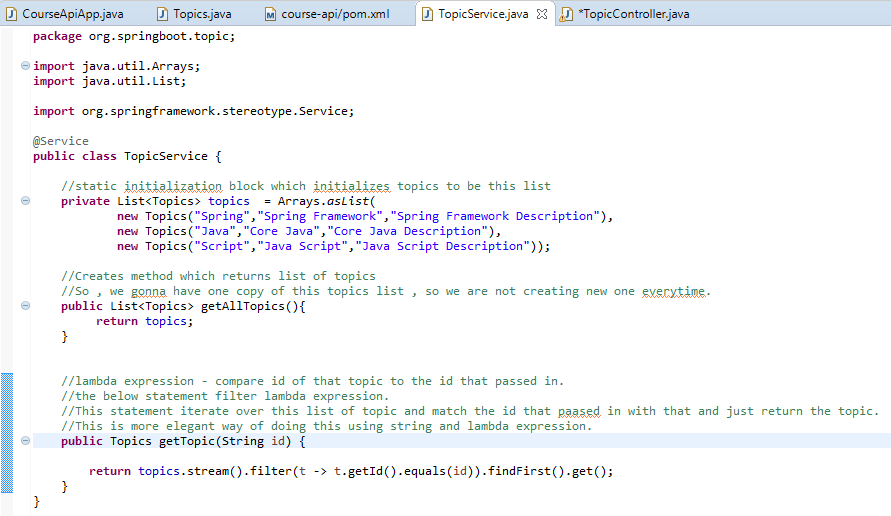 CourseApiApp.java Topics.java course-api/pom.xml TopicService.java *TopicController.java
package org.springboot.topic;
import java.util.Arrays;
import java.util.List;
import org.springframework.stereotype.Service;
@Service
public class TopicService {
//static initialization block which initializes topics to be this list
private List<Topics> topics  = Arrays.asList(
new Topics("Spring","Spring Framework","Spring Framework Description"),
new Topics("Java","Core Java","Core Java Description"),
new Topics("Script","Java Script","Java Script Description"));
//Creates method which returns list of topics
//So , we gonna have one copy of this topics list , so we are not creating new one everytime.
public List<Topics> getAllTopics(){
return topics;
}
//lambda expression - compare id of that topic to the id that passed in.
//the below statement filter lambda expression.
//This statement iterate over this list of topic and match the id that paased in with that and just return the topic.
//This is more elegant way of doing this using string and lambda expression.
public Topics getTopic(String id) {
return topics.stream().filter(t -> t.getId().equals(id)).findFirst().get();
}
}